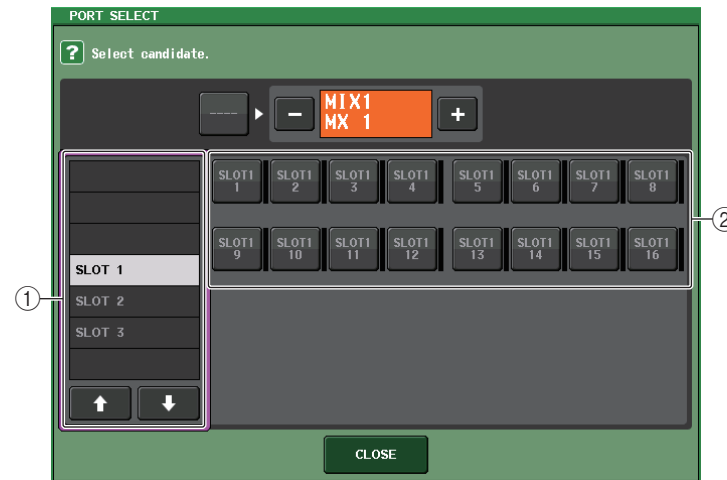 PORT SELECT
? Select candidate.
---- − MIX1 +
MX 1
SLOT1 SLOT1 SLOT1 SLOT1 SLOT1 SLOT1 SLOT1 SLOT1
1 2 3 4 5 6 7 8
② 
SLOT1 SLOT1 SLOT1 SLOT1 SLOT1 SLOT1 SLOT1 SLOT1
9 10 11 12 13 14 15 16
SLOT 1
①
SLOT 2
SLOT 3
CLOSE